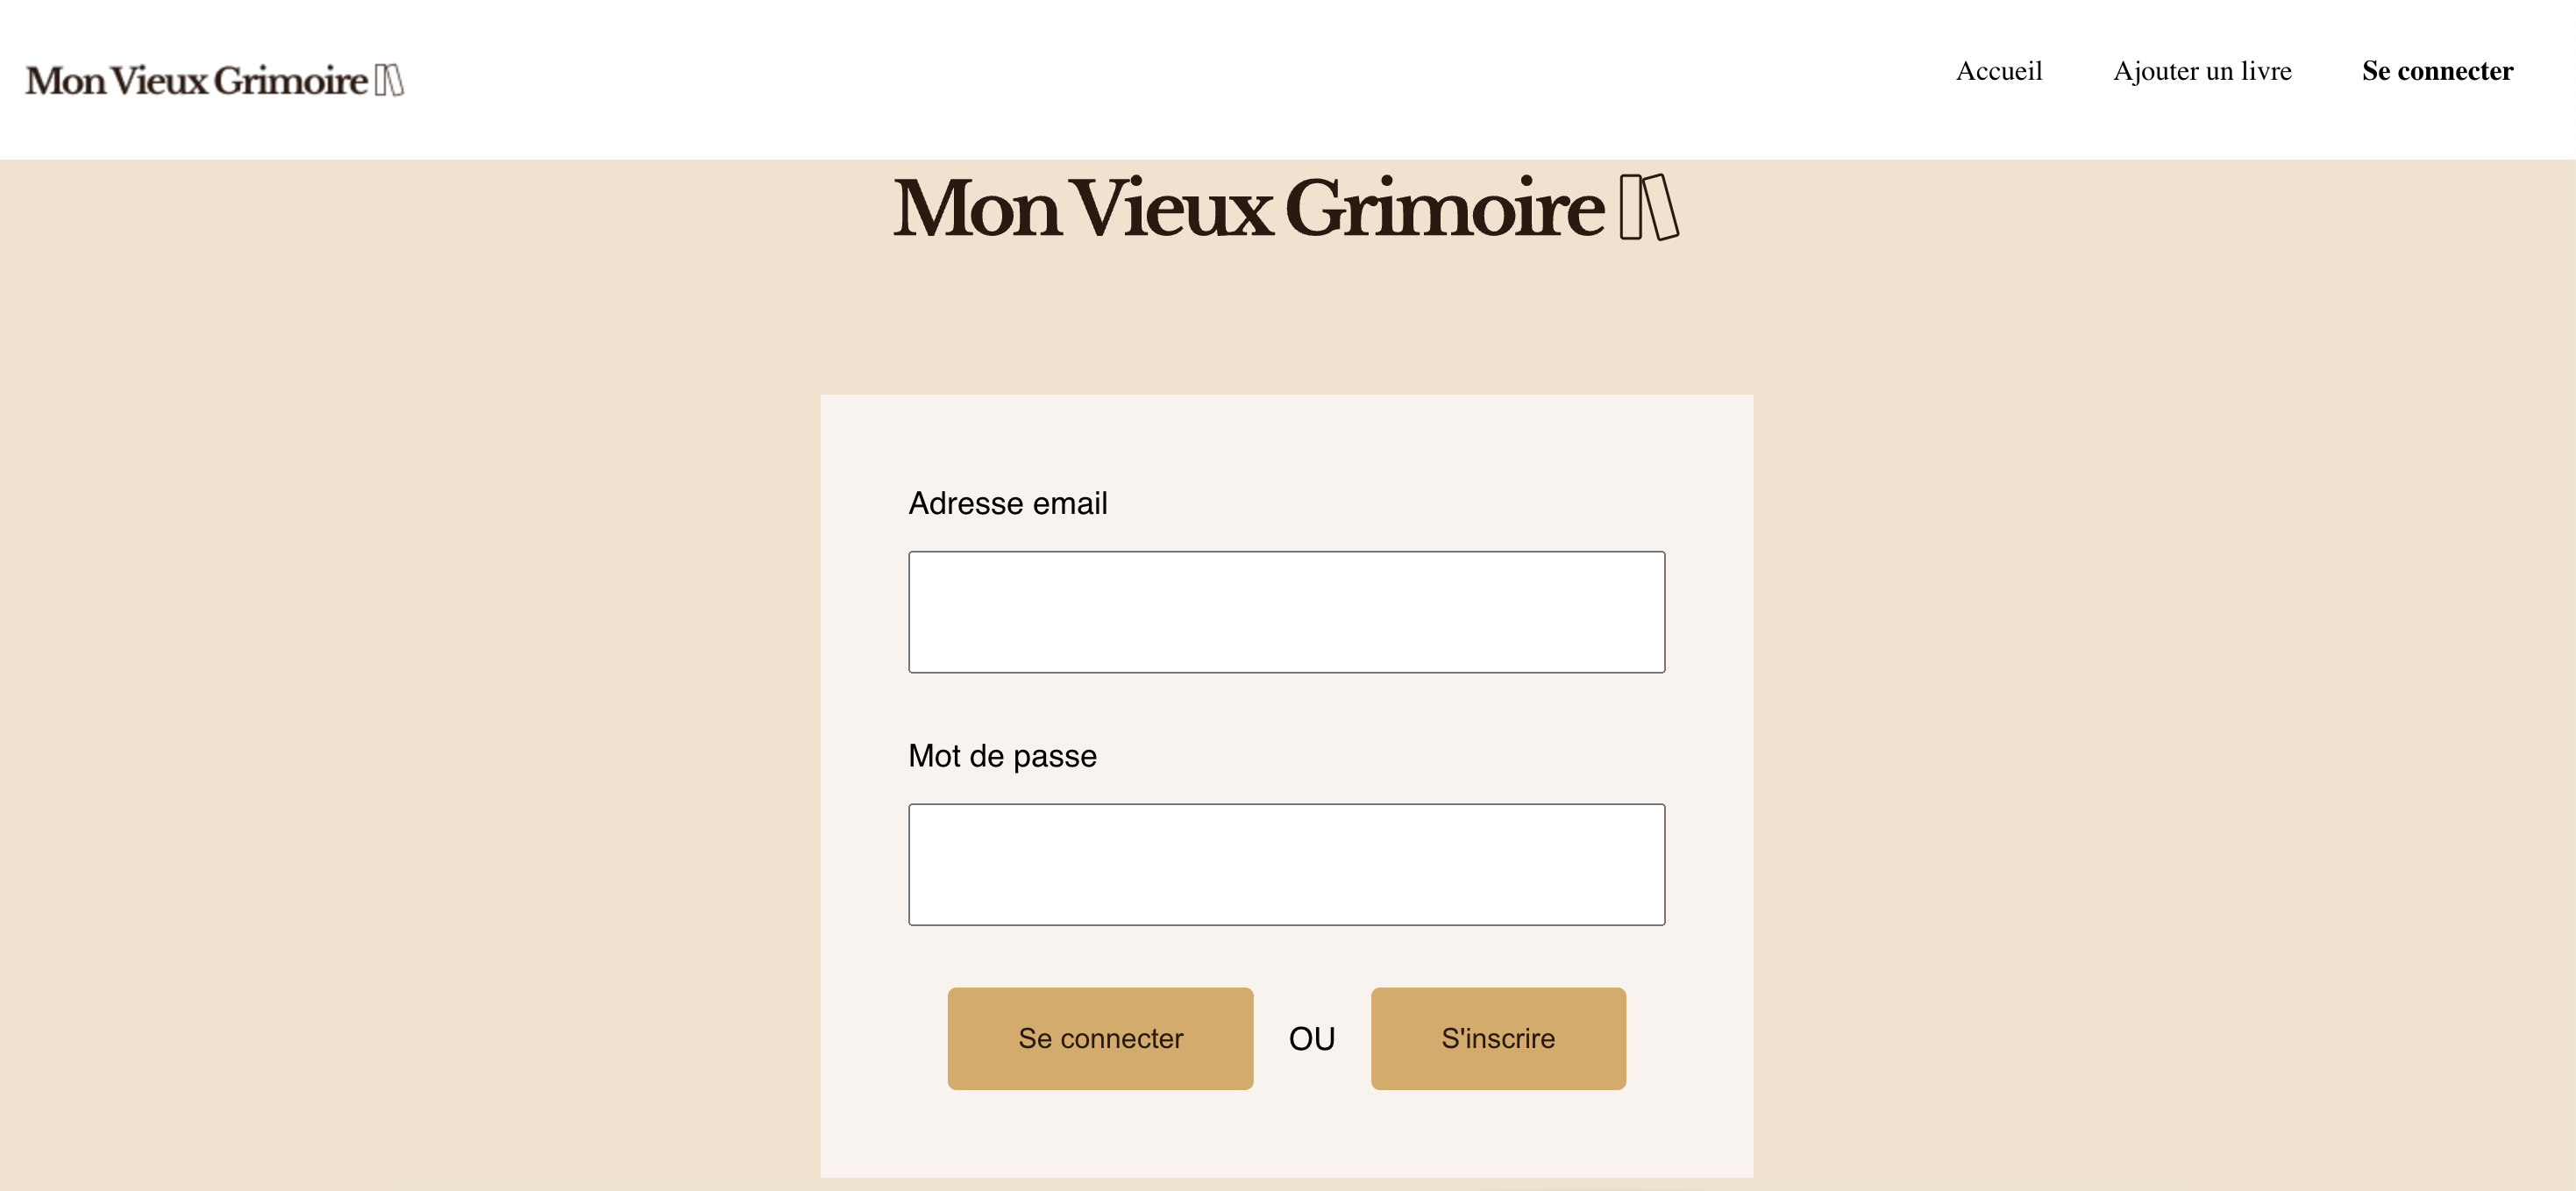 Mon Vieux Grimoire
Accueil Ajouter un livre Se connecter
Mon Vieux Grimoire
Adresse email
Mot de passe
Se connecter OU S'inscrire